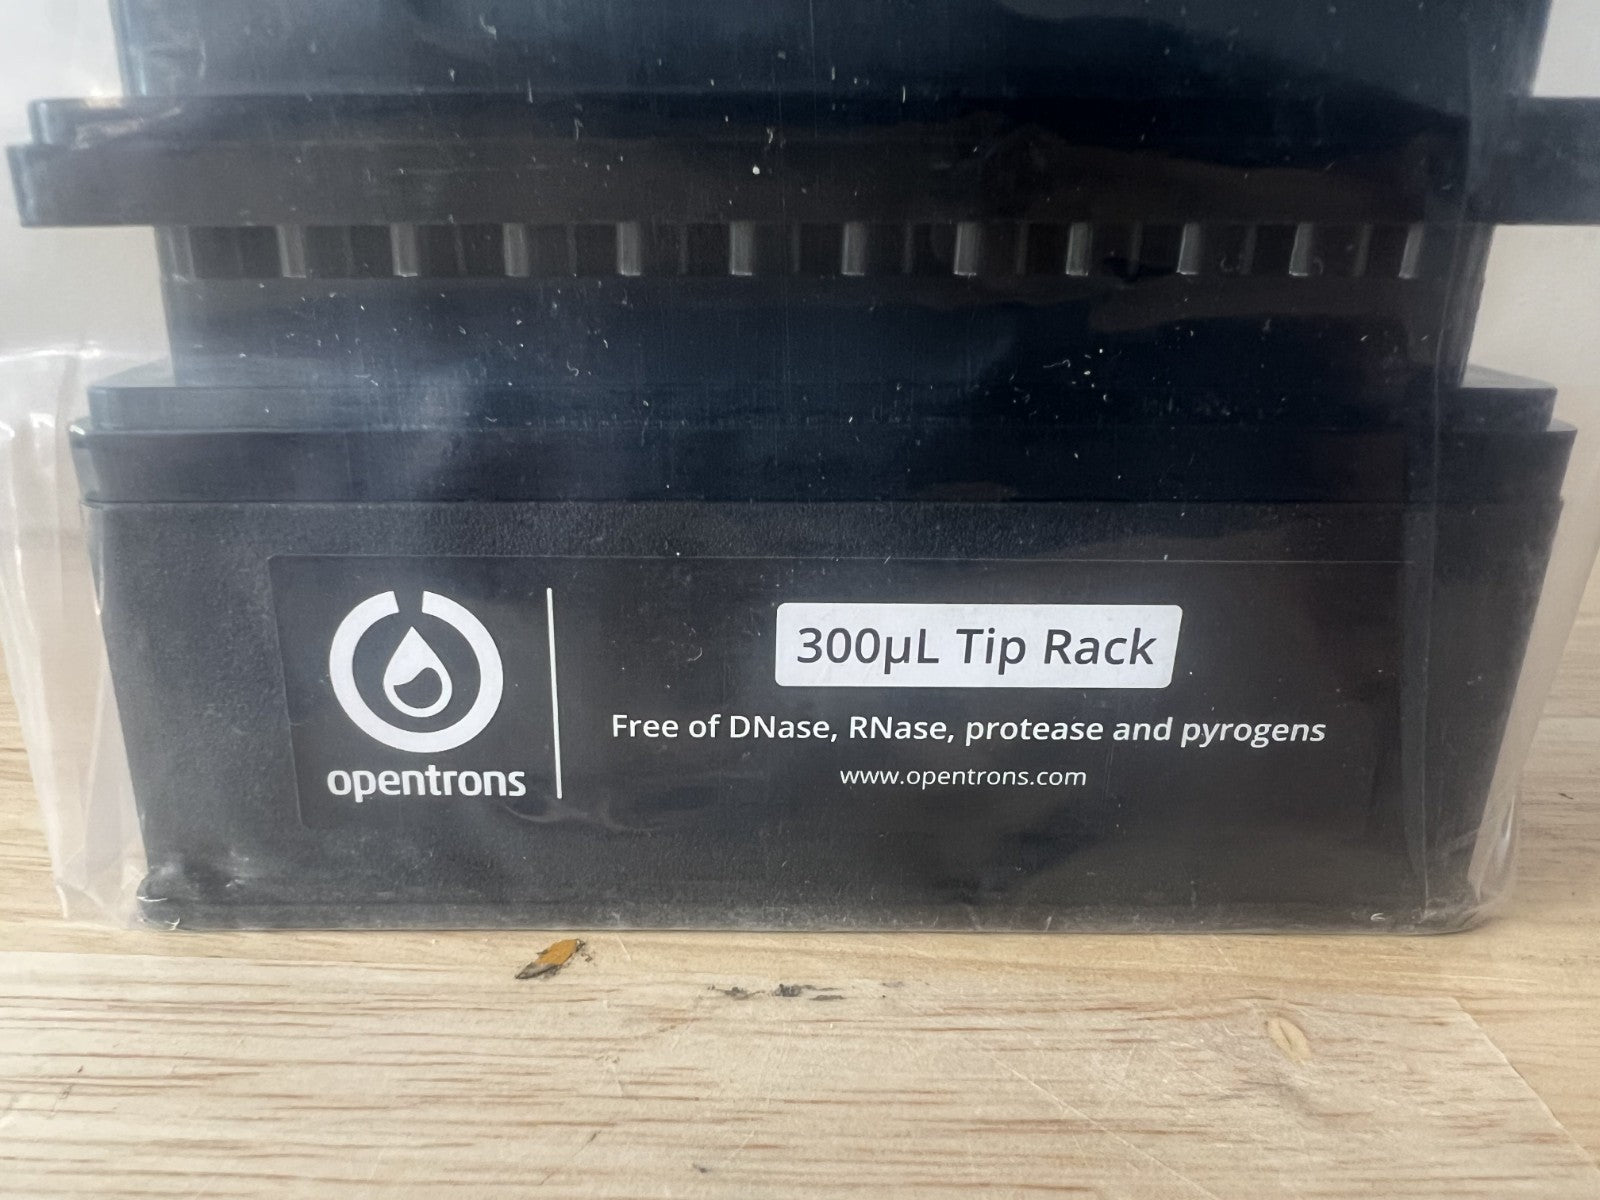 opentrons
300µL Tip Rack
Free of DNase, RNase, protease and pyrogens
www.opentrons.com